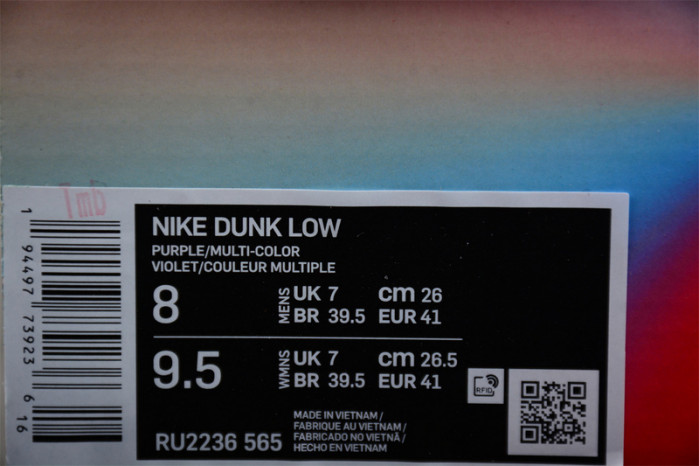 NIKE DUNK LOW
PURPLE/MULTI-COLOR
VIOLET/COULEUR MULTIPLE
8
MENS
UK 7 cm 26
BR 39.5 EUR 41
9.5
WMNS
UK 7 cm 26.5
BR 39.5 EUR 41
RFID
RU2236 565
MADE IN VIETNAM /
FABRIQUE AU VIETNAM /
FABRICADO NO VIETNÃ /
HECHO EN VIETNAM
1 94497 73923 6 16